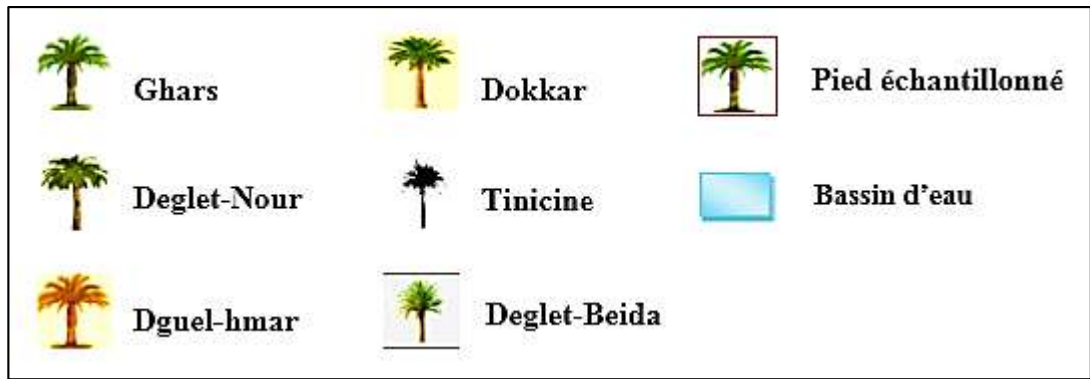 Ghars
Dokkar
Pied échantillonné
Deglet-Nour
Tinicine
Bassin d'eau
Dguel-hmar
Deglet-Beida